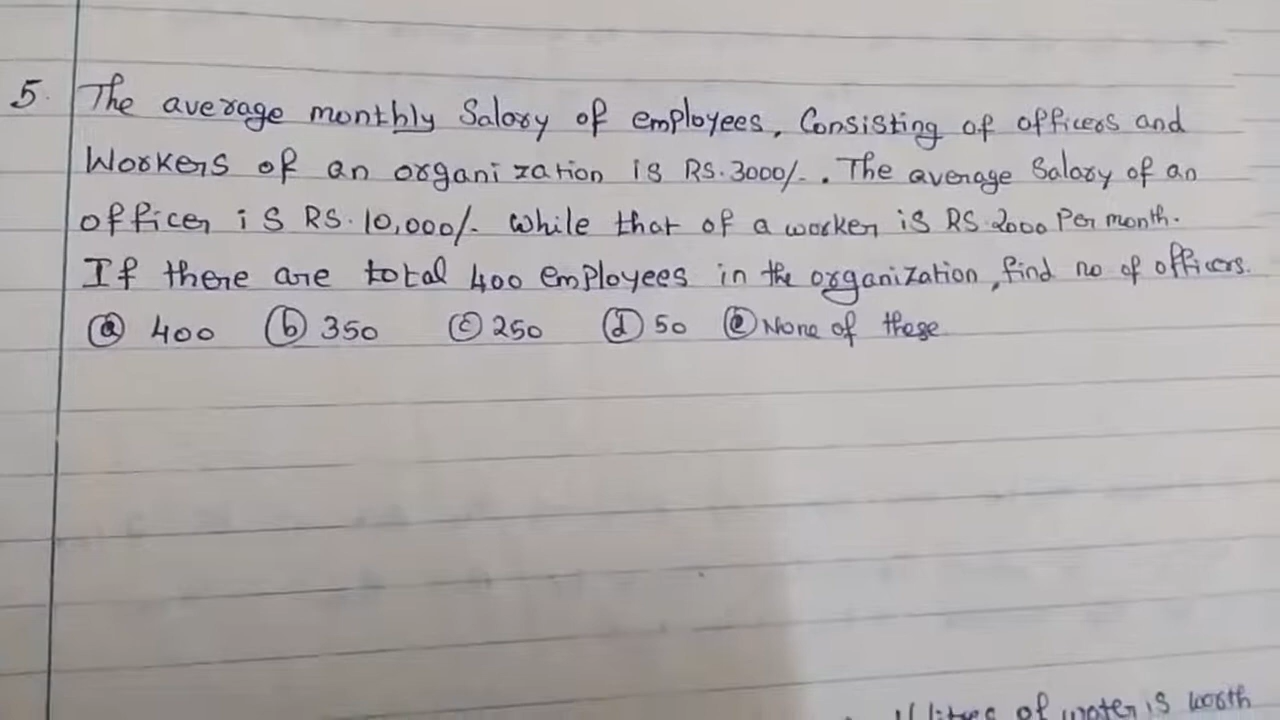 5. The average monthly Salary of employees, Consisting of officers and
Workers of an organization is RS.3000/-. The average Salary of an
officer is RS.10,000/- while that of a worker is RS.2000 Per month.
If there are total 400 employees in the organization, find no of officers.
(a) 400 (b) 350 (c) 250 (d) 50 (e) None of these
litres of water is worth